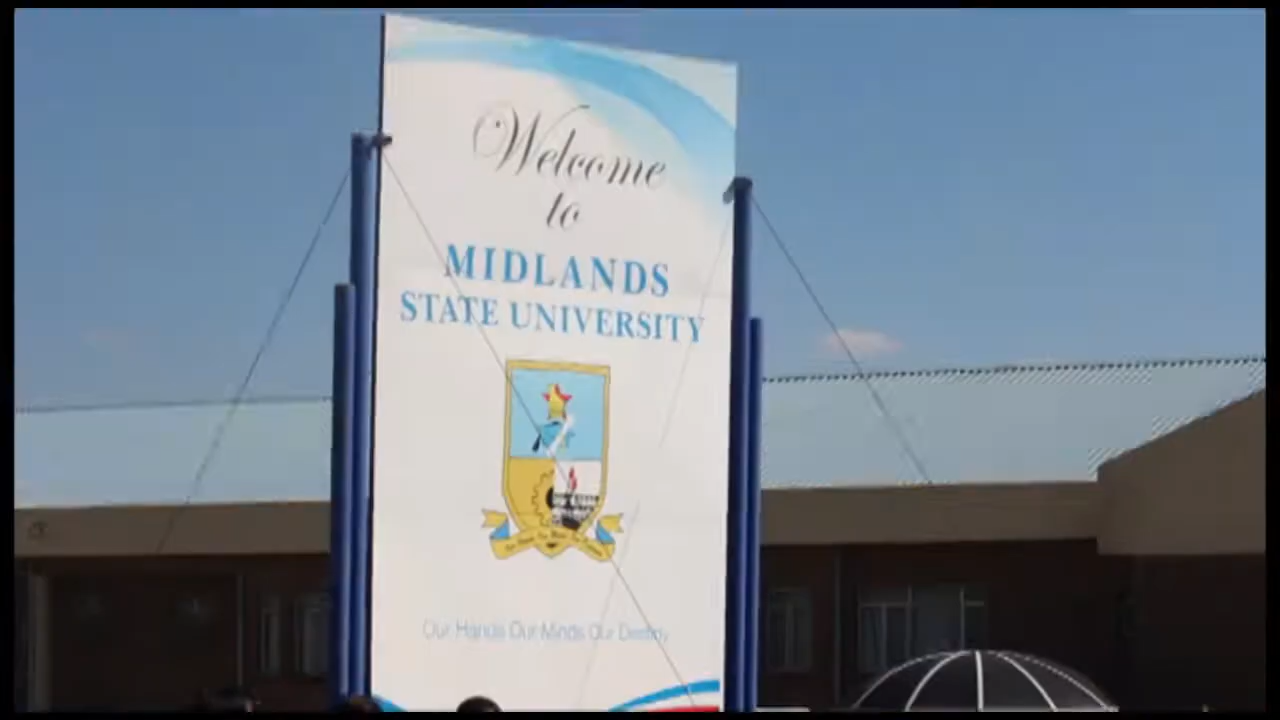 Welcome
to
MIDLANDS
STATE UNIVERSITY
Our Hands Our Minds Our Destiny